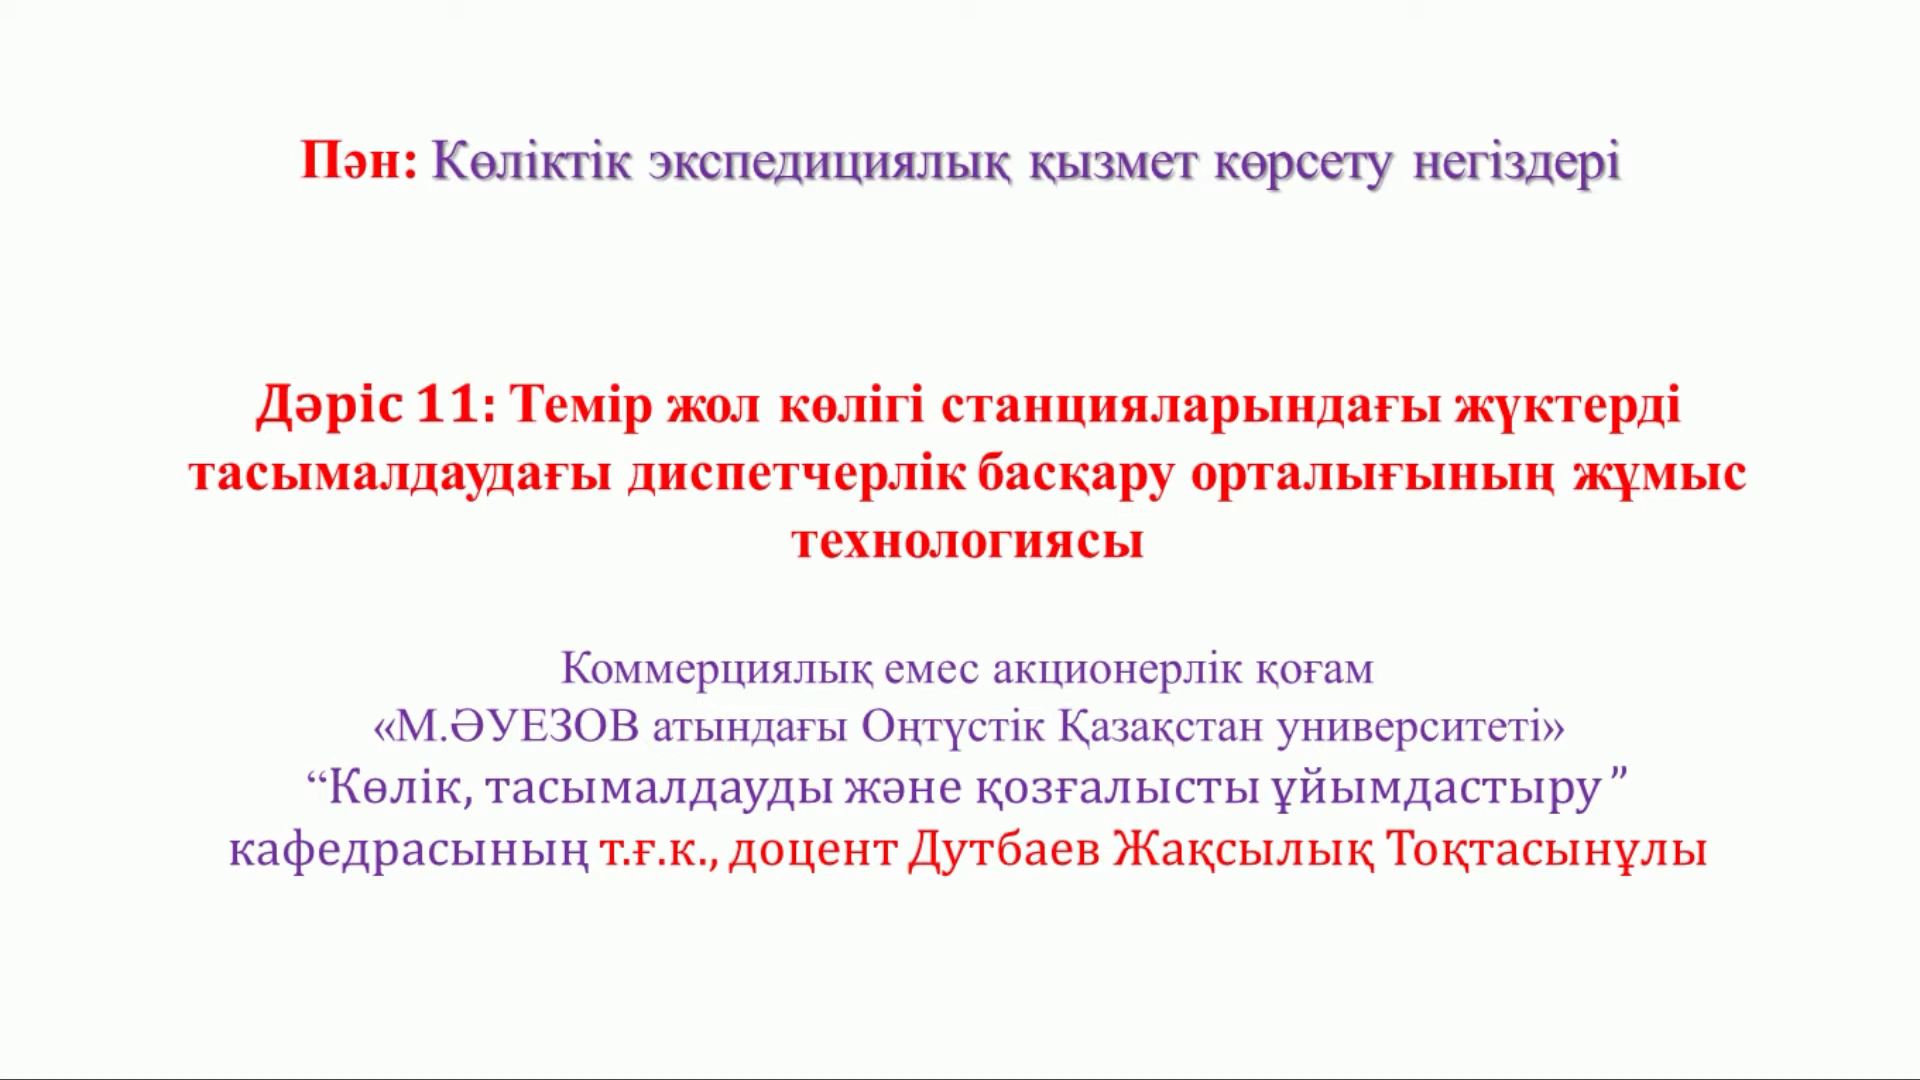 Пән: Көліктік экспедициялық қызмет көрсету негіздері
Дәріс 11: Темір жол көлігі станцияларындағы жүктерді
тасымалдаудағы диспетчерлік басқару орталығының жұмыс
технологиясы
Коммерциялық емес акционерлік қоғам
«М.ӘУЕЗОВ атындағы Оңтүстік Қазақстан университеті»
“Көлік, тасымалдауды және қозғалысты ұйымдастыру”
кафедрасының т.ғ.к., доцент Дутбаев Жақсылық Тоқтасынұлы